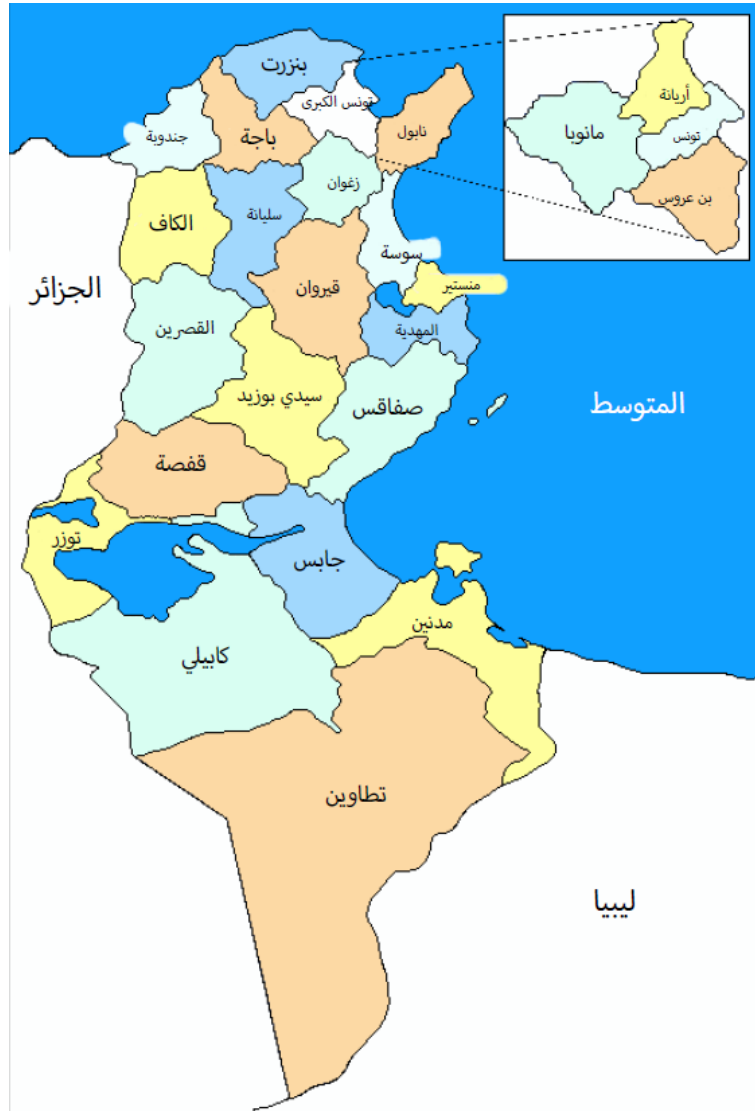 بنزرت
تونس الكبرى
نابول
باجة
جندوبة
أريانة
مانوبا
تونس
بن عروس
زغوان
سليانة
الكاف
سوسة
منستير
قيروان
الجزائر
القصرين
المهدية
سيدي بوزيد
صفاقس
المتوسط
قفصة
توزر
جابس
مدنين
كابيلي
تطاوين
ليبيا